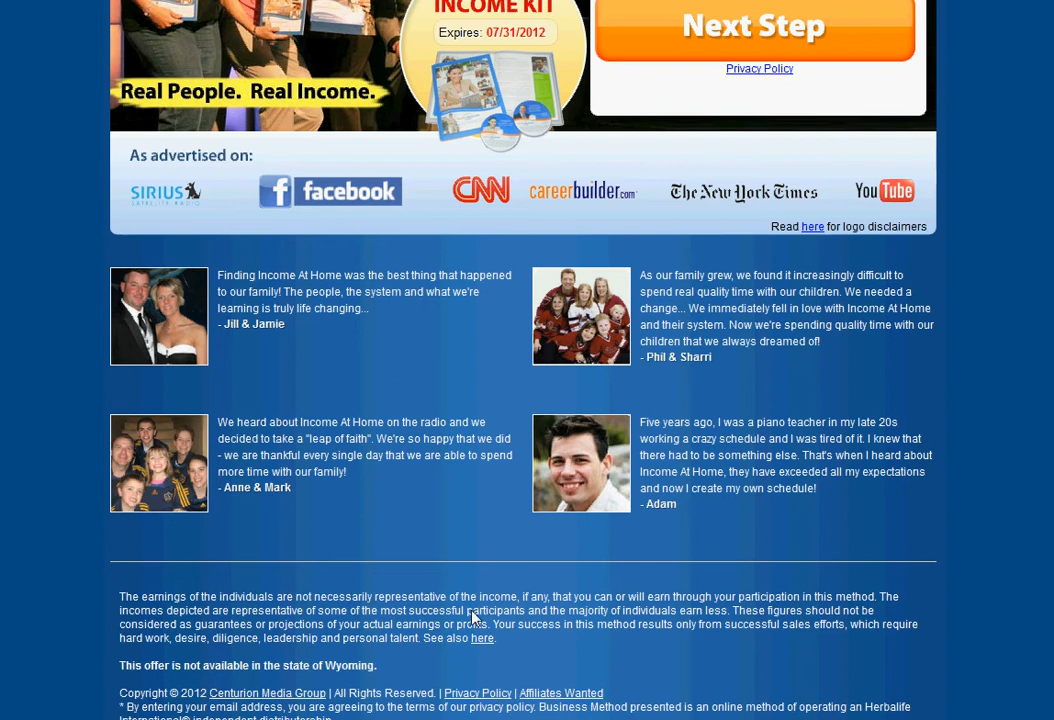 INCOME KIT
Expires: 07/31/2012
Next Step
Privacy Policy
Real People. Real Income.
As advertised on:
SIRIUS
SATELLITE RADIO
f facebook
CNN
careerbuilder.com
The New York Times
YouTube
Read here for logo disclaimers
Finding Income At Home was the best thing that happened
to our family! The people, the system and what we're
learning is truly life changing...
- Jill & Jamie
As our family grew, we found it increasingly difficult to
spend real quality time with our children. We needed a
change... We immediately fell in love with Income At Home
and their system. Now we're spending quality time with our
children that we always dreamed of!
- Phil & Sharri
We heard about Income At Home on the radio and we
decided to take a "leap of faith". We're so happy that we did
- we are thankful every single day that we are able to spend
more time with our family!
- Anne & Mark
Five years ago, I was a piano teacher in my late 20s
working a crazy schedule and I was tired of it. I knew that
there had to be something else. That's when I heard about
Income At Home, they have exceeded all my expectations
and now I create my own schedule!
- Adam
The earnings of the individuals are not necessarily representative of the income, if any, that you can or will earn through your participation in this method. The
incomes depicted are representative of some of the most successful participants and the majority of individuals earn less. These figures should not be
considered as guarantees or projections of your actual earnings or profits. Your success in this method results only from successful sales efforts, which require
hard work, desire, diligence, leadership and personal talent. See also here.
This offer is not available in the state of Wyoming.
Copyright © 2012 Centurion Media Group | All Rights Reserved. | Privacy Policy | Affiliates Wanted
* By entering your email address, you are agreeing to the terms of our privacy policy. Business Method presented is an online method of operating an Herbalife
International® independent distributorship.